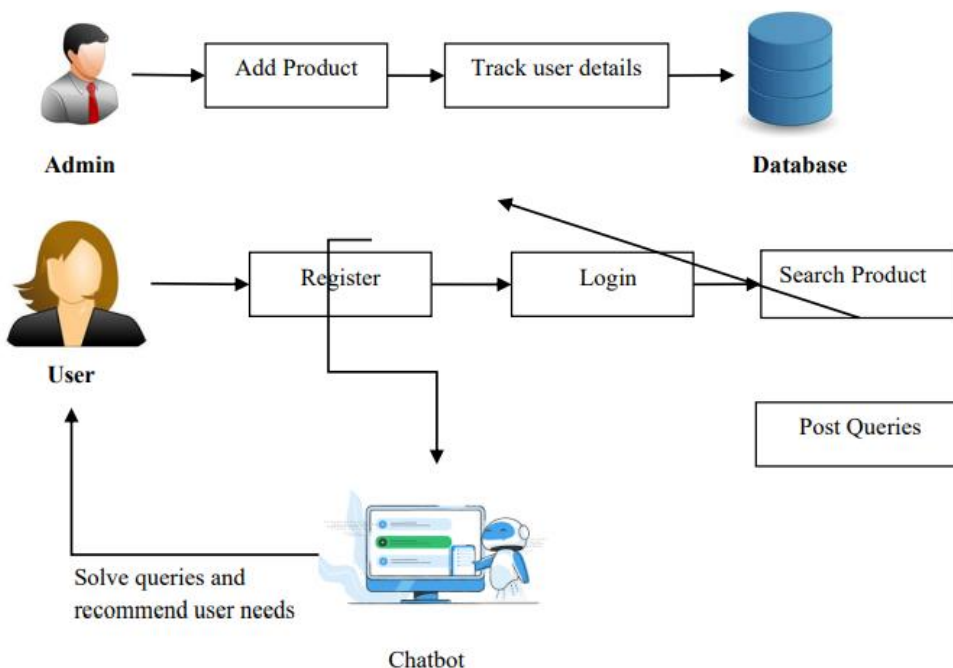 Add Product
Track user details
Admin
Database
Register
Login
Search Product
User
Post Queries
Solve queries and
recommend user needs
Chatbot